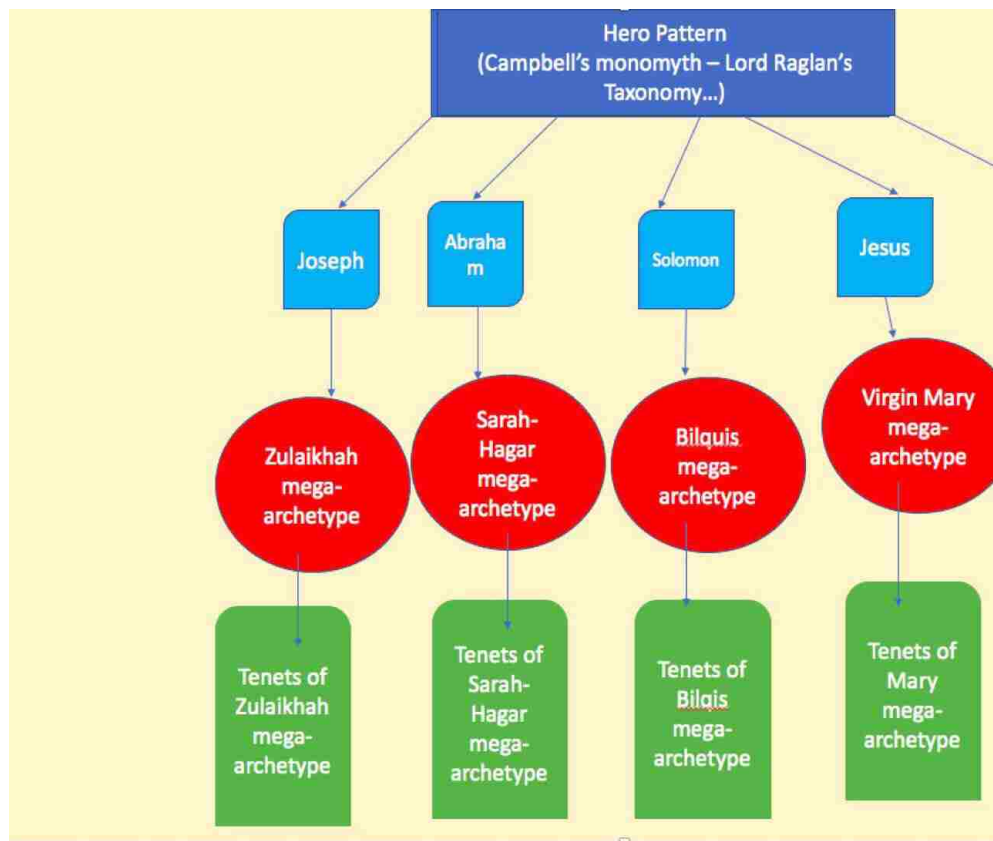 Hero Pattern
(Campbell's monomyth – Lord Raglan's
Taxonomy...)
Joseph
Abraha
m
Solomon
Jesus
Zulaikhah
mega-
archetype
Sarah-
Hagar
mega-
archetype
Bilquis
mega-
archetype
Virgin Mary
mega-
archetype
Tenets of
Zulaikhah
mega-
archetype
Tenets of
Sarah-
Hagar
mega-
archetype
Tenets of
Bilqis
mega-
archetype
Tenets of
Mary
mega-
archetype